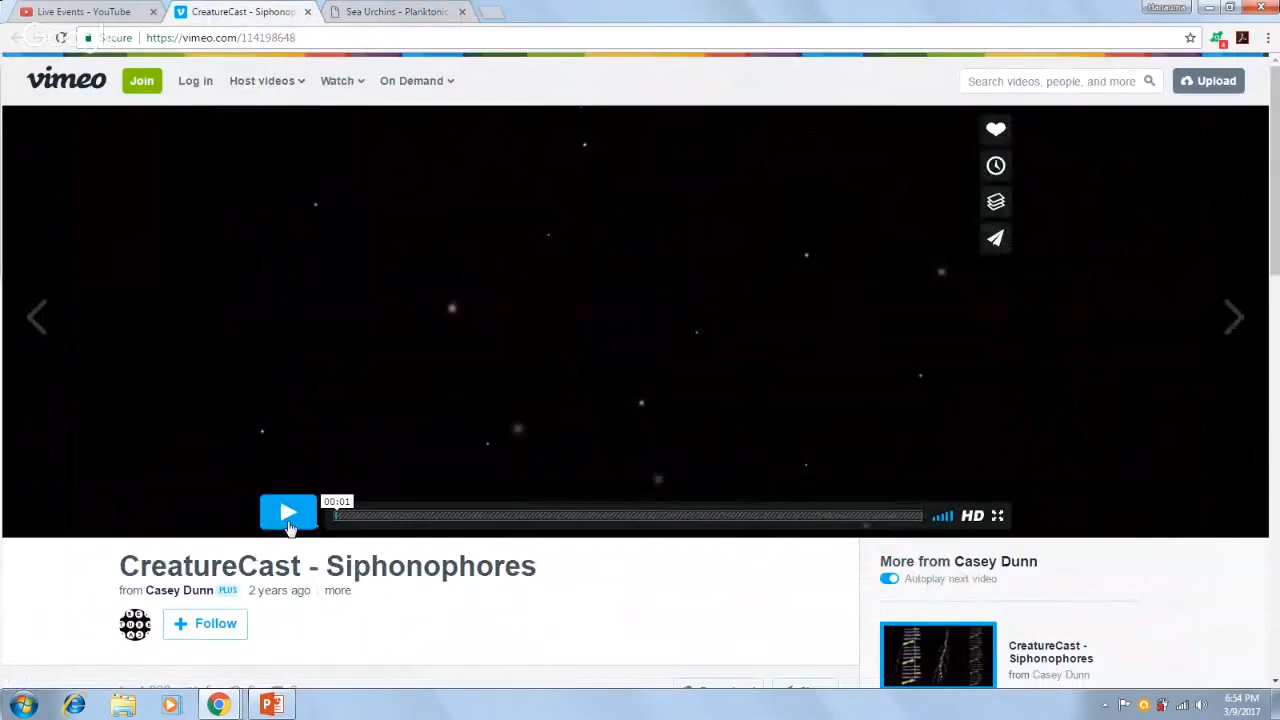 Live Events - YouTube
CreatureCast - Siphonop
Sea Urchins - Planktonic
Hanauma
Secure
https://vimeo.com/114198648
vimeo
Join
Log in
Host videos
Watch
On Demand
Search videos, people, and more
Upload
00:01
HD
CreatureCast - Siphonophores
from Casey Dunn PLUS 2 years ago more
+ Follow
More from Casey Dunn
Autoplay next video
CreatureCast -
Siphonophores
from Casey Dunn
6:54 PM
3/9/2017